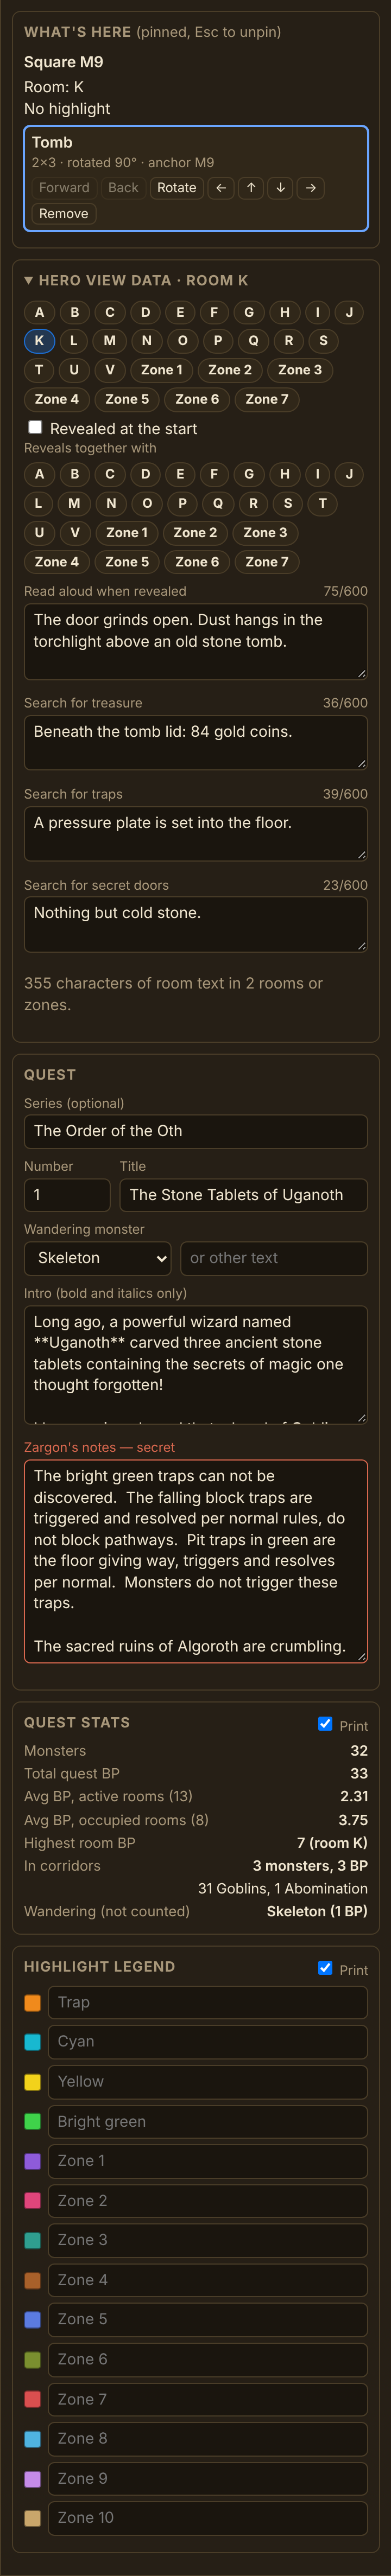 WHAT'S HERE (pinned, Esc to unpin)
Square M9
Room: K
No highlight
Tomb
2×3 · rotated 90° · anchor M9
Forward Back Rotate ← ↑ ↓ →
Remove
▼ HERO VIEW DATA · ROOM K
A B C D E F G H I J
K L M N O P Q R S
T U V Zone 1 Zone 2 Zone 3
Zone 4 Zone 5 Zone 6 Zone 7
Revealed at the start
Reveals together with
A B C D E F G H I J
L M N O P Q R S T
U V Zone 1 Zone 2 Zone 3
Zone 4 Zone 5 Zone 6 Zone 7
Read aloud when revealed 75/600
The door grinds open. Dust hangs in the
torchlight above an old stone tomb.
Search for treasure 36/600
Beneath the tomb lid: 84 gold coins.
Search for traps 39/600
A pressure plate is set into the floor.
Search for secret doors 23/600
Nothing but cold stone.
355 characters of room text in 2 rooms or
zones.
QUEST
Series (optional)
The Order of the Oth
Number Title
1 The Stone Tablets of Uganoth
Wandering monster
Skeleton or other text
Intro (bold and italics only)
Long ago, a powerful wizard named
**Uganoth** carved three ancient stone
tablets containing the secrets of magic one
thought forgotten!
Zargon's notes — secret
The bright green traps can not be
discovered.  The falling block traps are
triggered and resolved per normal rules, do
not block pathways.  Pit traps in green are
the floor giving way, triggers and resolves
per normal.  Monsters do not trigger these
traps.
The sacred ruins of Algoroth are crumbling.
QUEST STATS Print
Monsters 32
Total quest BP 33
Avg BP, active rooms (13) 2.31
Avg BP, occupied rooms (8) 3.75
Highest room BP 7 (room K)
In corridors 3 monsters, 3 BP
31 Goblins, 1 Abomination
Wandering (not counted) Skeleton (1 BP)
HIGHLIGHT LEGEND Print
Trap
Cyan
Yellow
Bright green
Zone 1
Zone 2
Zone 3
Zone 4
Zone 5
Zone 6
Zone 7
Zone 8
Zone 9
Zone 10